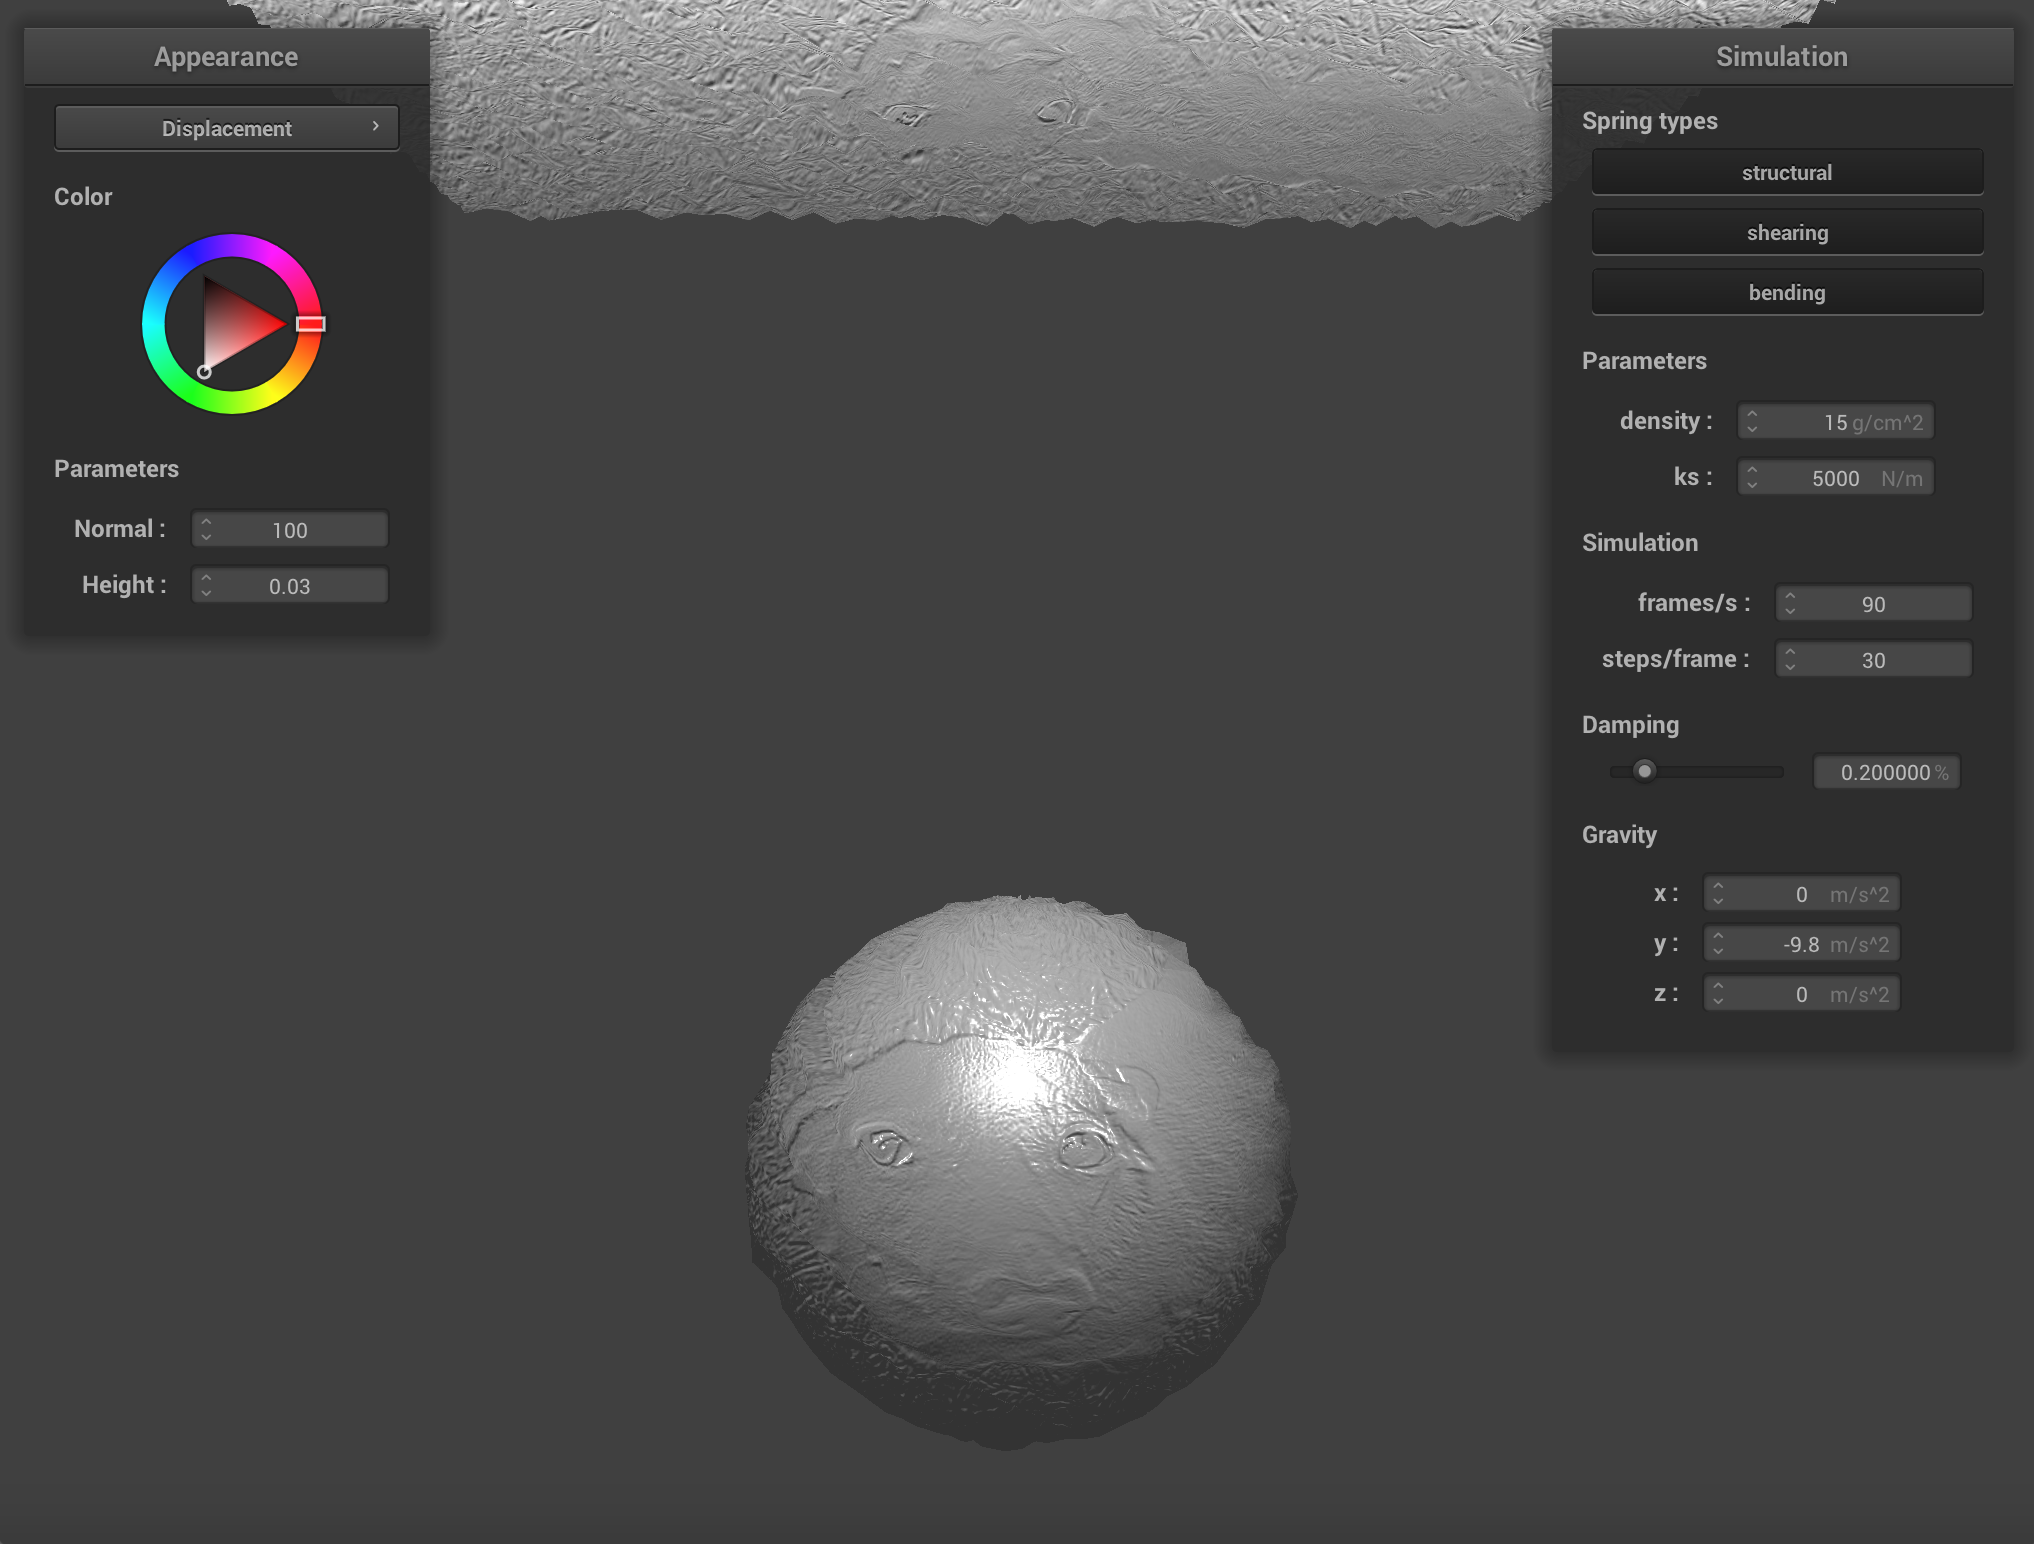 Appearance
Displacement
Color
Parameters
Normal : 100
Height : 0.03
Simulation
Spring types
structural
shearing
bending
Parameters
density : 15 g/cm^2
ks : 5000 N/m
Simulation
frames/s : 90
steps/frame : 30
Damping
0.200000 %
Gravity
x : 0 m/s^2
y : -9.8 m/s^2
z : 0 m/s^2